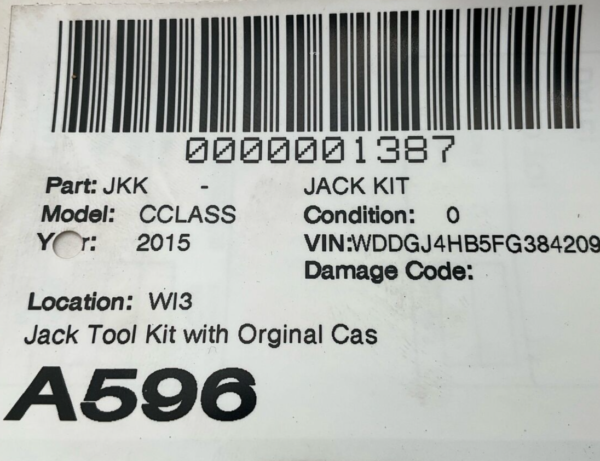 0000001387
Part: JKK - JACK KIT
Model: CCLASS Condition: 0
Y r: 2015 VIN:WDDGJ4HB5FG384209
Damage Code:
Location: WI3
Jack Tool Kit with Orginal Cas
A596